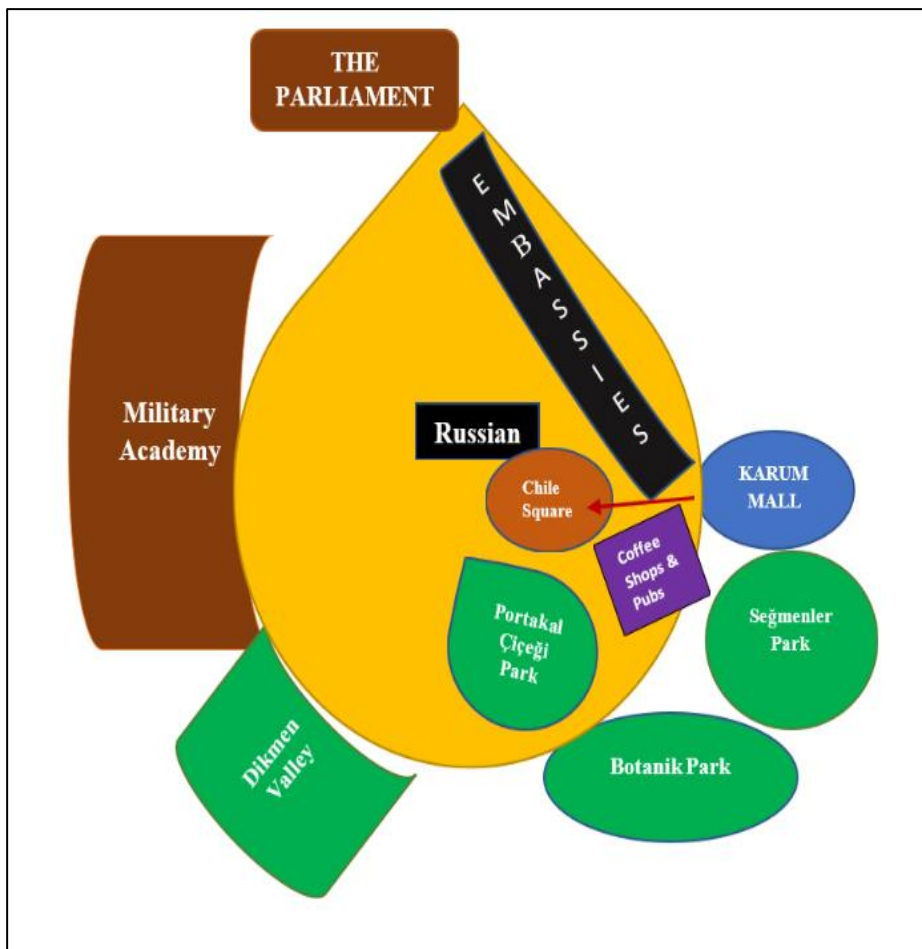 THE
PARLIAMENT
EMBASSIES
Military
Academy
Russian
Chile
Square
KARUM
MALL
Coffee
Shops &
Pubs
Portakal
Çiçeği
Park
Seğmenler
Park
Dikmen
Valley
Botanik Park